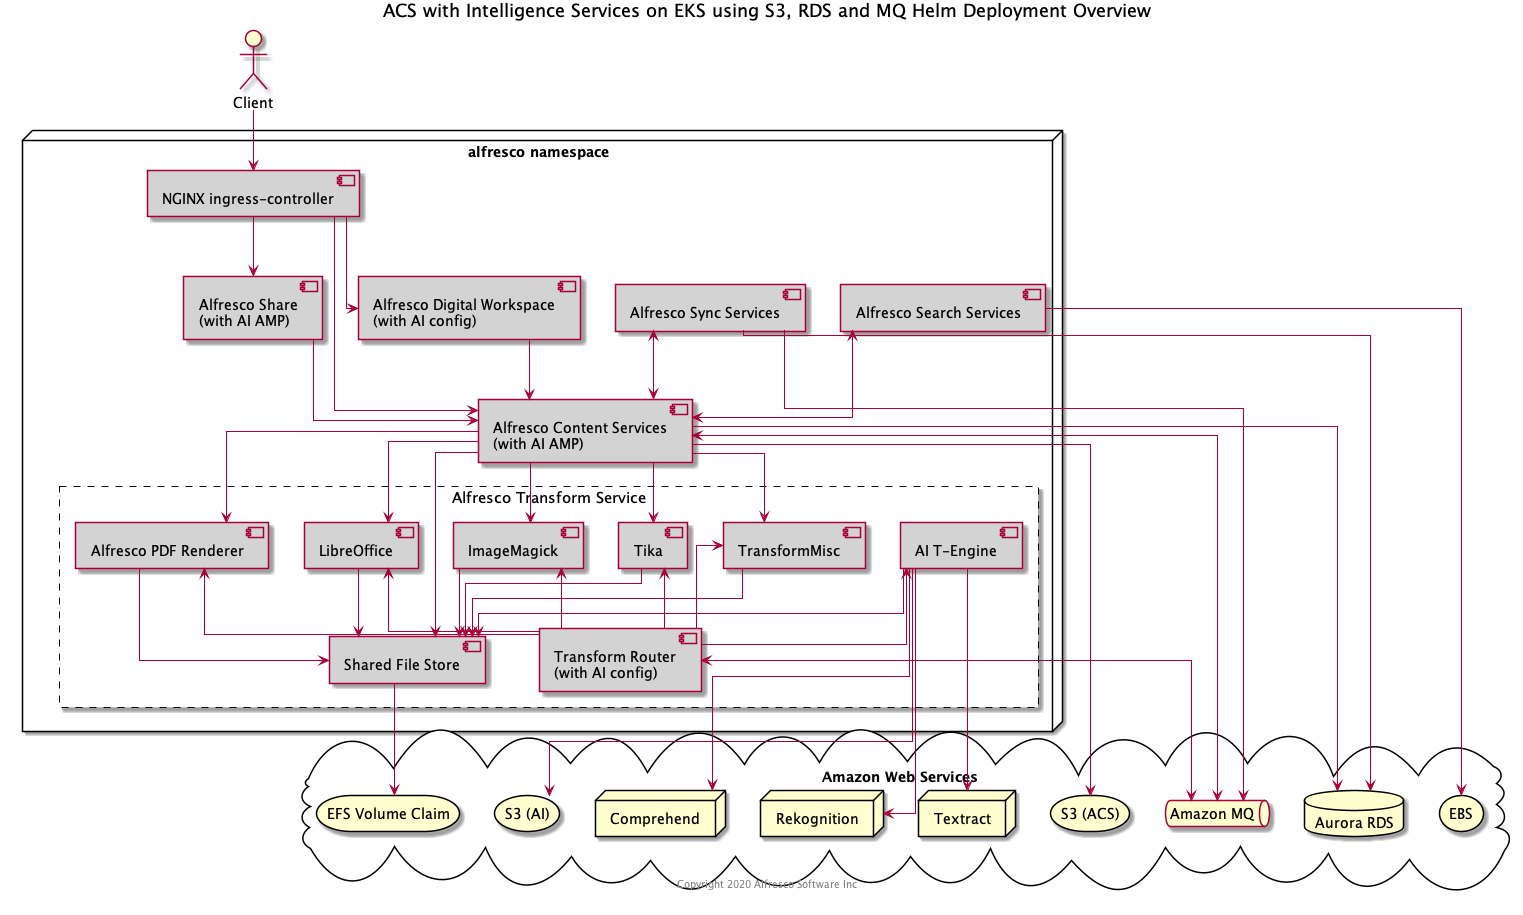 ACS with Intelligence Services on EKS using S3, RDS and MQ Helm Deployment Overview
Client
alfresco namespace
NGINX ingress-controller
Alfresco Share
(with AI AMP)
Alfresco Digital Workspace
(with AI config)
Alfresco Sync Services
Alfresco Search Services
Alfresco Content Services
(with AI AMP)
Alfresco Transform Service
Alfresco PDF Renderer
LibreOffice
ImageMagick
Tika
TransformMisc
AI T-Engine
Shared File Store
Transform Router
(with AI config)
Amazon Web Services
EFS Volume Claim
S3 (AI)
Comprehend
Rekognition
Textract
S3 (ACS)
Amazon MQ
Aurora RDS
EBS
Copyright 2020 Alfresco Software Inc